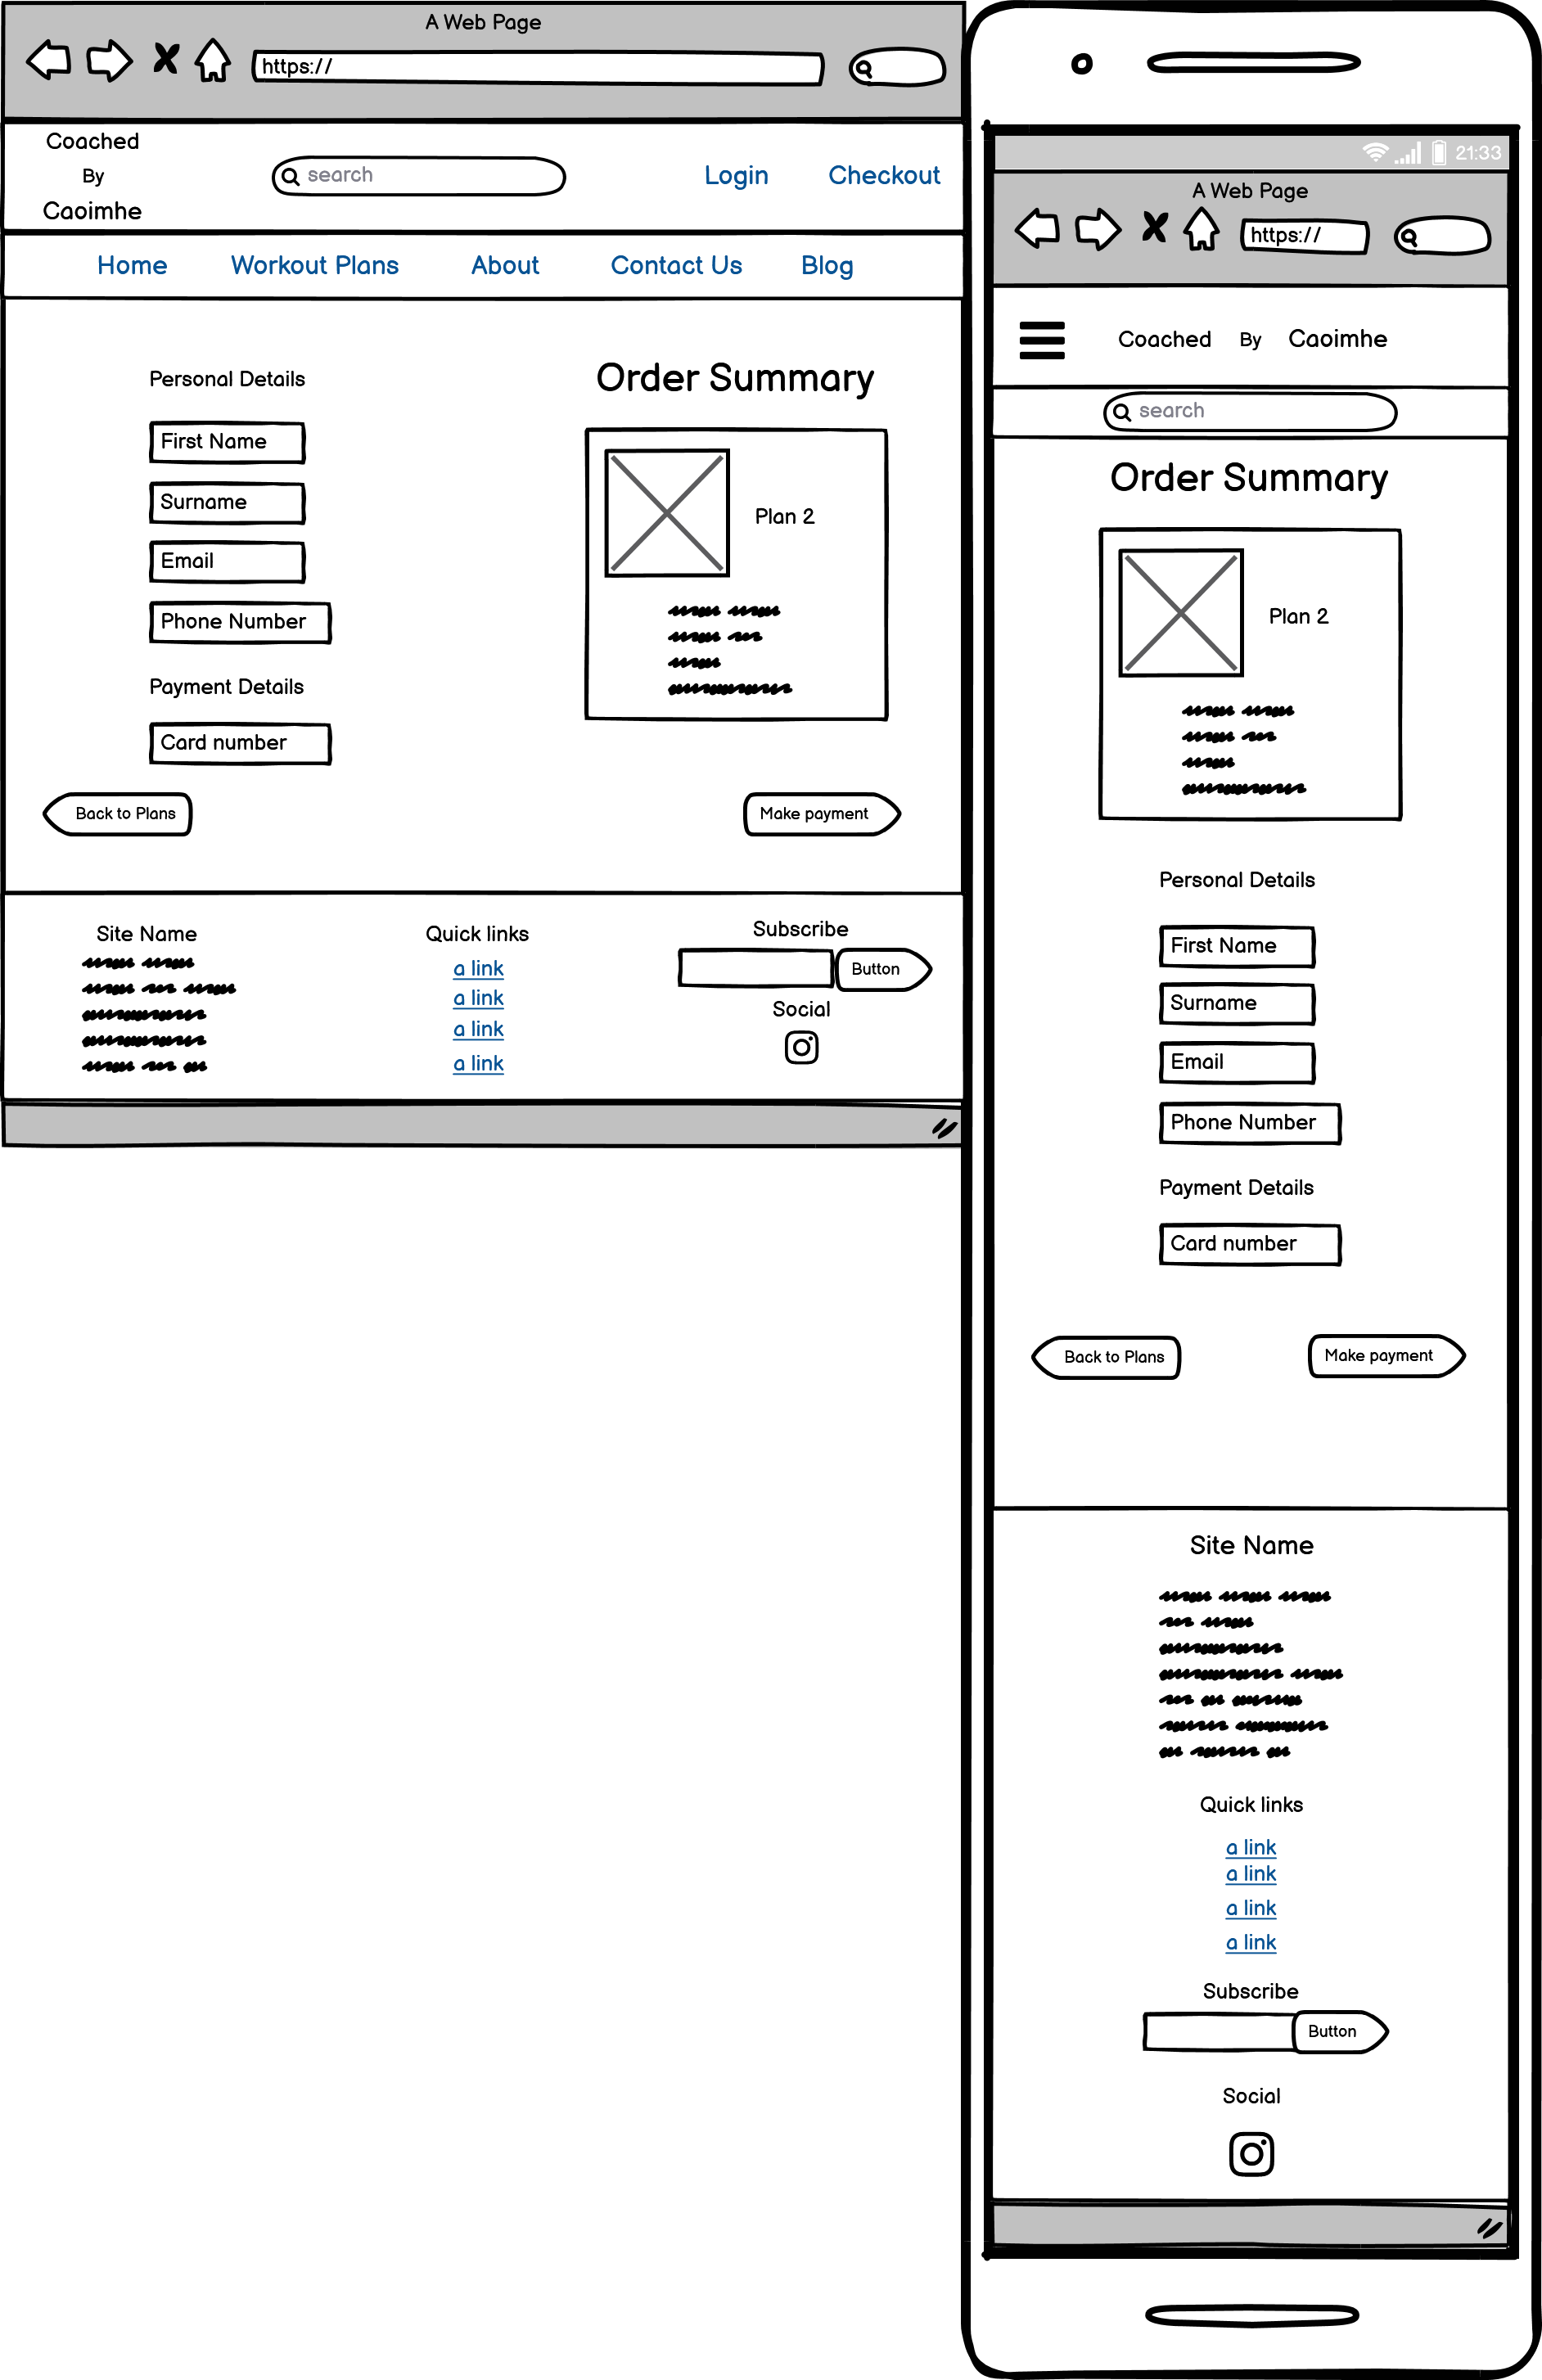 A Web Page
https://
Coached
By
Caoimhe
search
Login Checkout
Home Workout Plans About Contact Us Blog
Personal Details
First Name
Surname
Email
Phone Number
Payment Details
Card number
Order Summary
Plan 2
Back to Plans
Make payment
Site Name
Quick links
a link
a link
a link
a link
Subscribe
Button
Social
21:33
A Web Page
https://
Coached By Caoimhe
search
Order Summary
Plan 2
Personal Details
First Name
Surname
Email
Phone Number
Payment Details
Card number
Back to Plans
Make payment
Site Name
Quick links
a link
a link
a link
a link
Subscribe
Button
Social